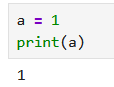 a = 1
print(a)
1